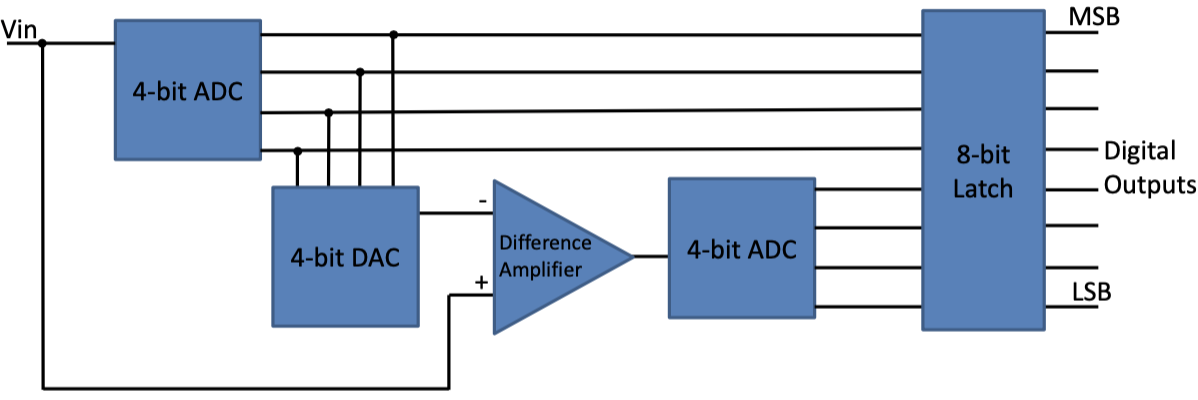 Vin
4-bit ADC
MSB
8-bit
Latch
Digital
Outputs
4-bit DAC
-
+
Difference
Amplifier
4-bit ADC
LSB